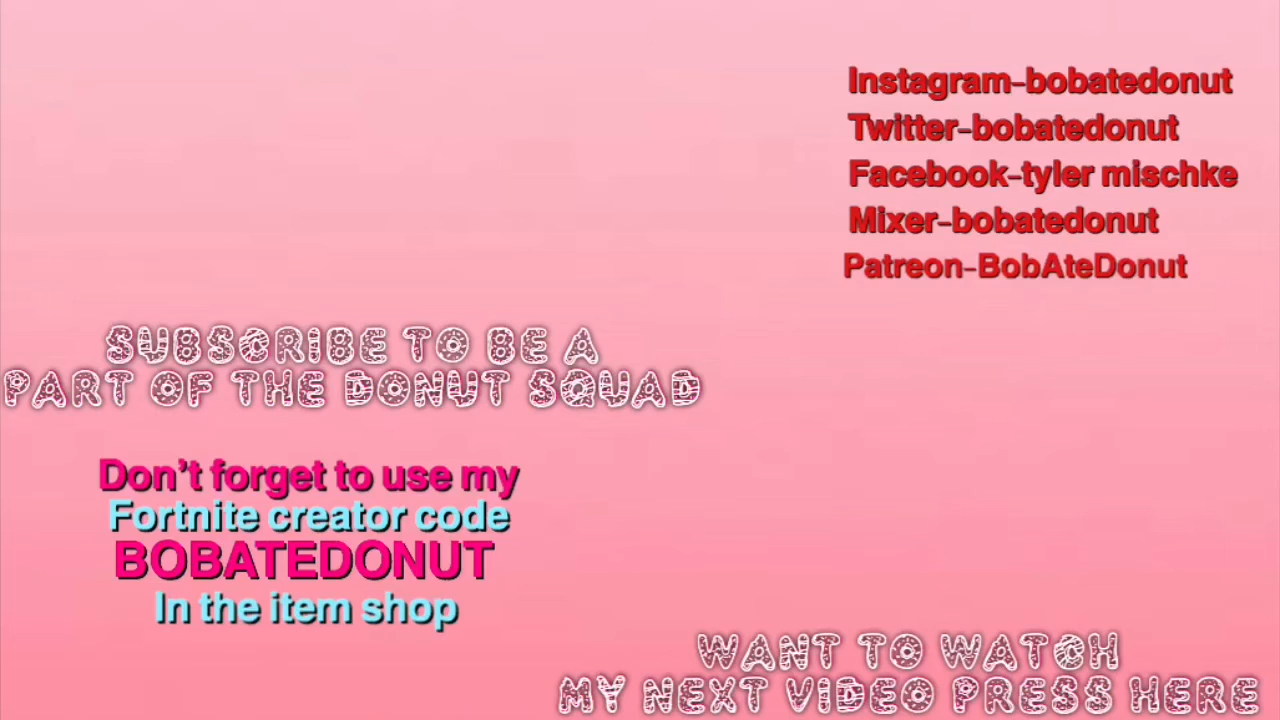 Instagram-bobatedonut
Twitter-bobatedonut
Facebook-tyler mischke
Mixer-bobatedonut
Patreon-BobAteDonut
SUBSCRIBE TO BE A
PART OF THE DONUT SQUAD
Don't forget to use my
Fortnite creator code
BOBATEDONUT
In the item shop
WANT TO WATCH
MY NEXT VIDEO PRESS HERE